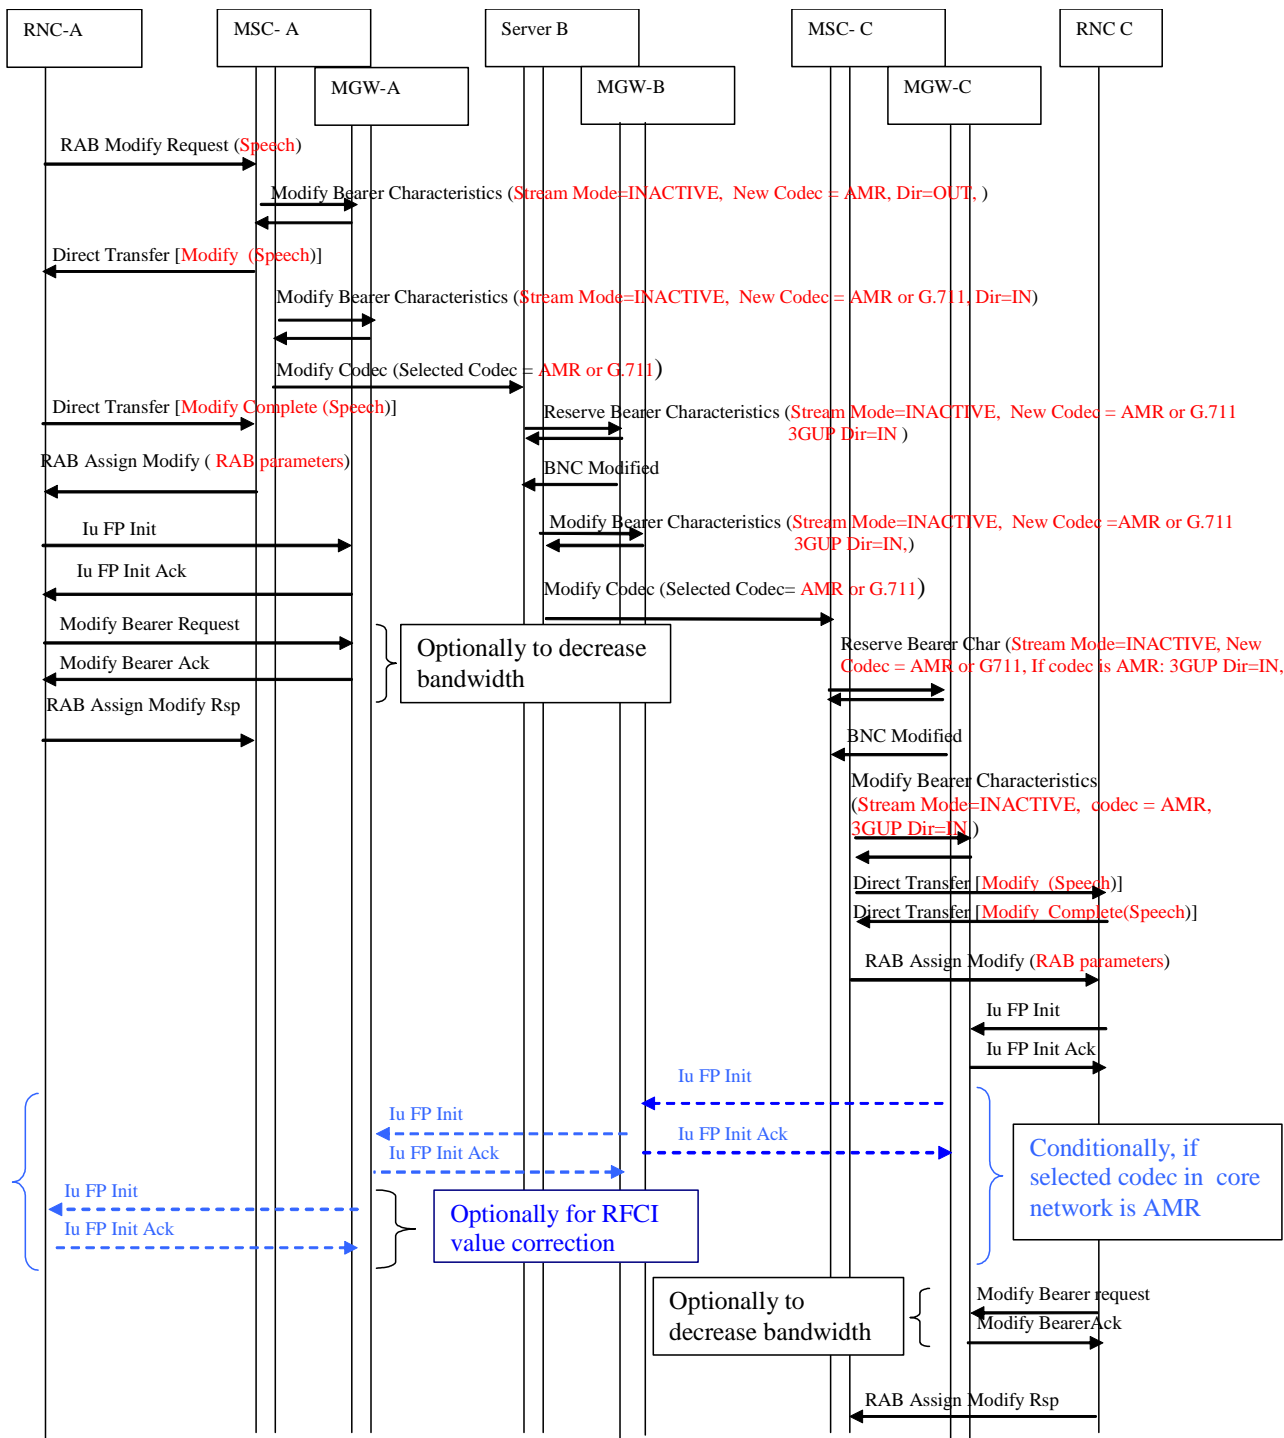 RNC-A
MSC- A
Server B
MSC- C
RNC C
MGW-A
MGW-B
MGW-C
RAB Modify Request (Speech)
Modify Bearer Characteristics (Stream Mode=INACTIVE, New Codec = AMR, Dir=OUT, )
Direct Transfer [Modify (Speech)]
Modify Bearer Characteristics (Stream Mode=INACTIVE, New Codec = AMR or G.711, Dir=IN)
Modify Codec (Selected Codec = AMR or G.711)
Direct Transfer [Modify Complete (Speech)]
Reserve Bearer Characteristics (Stream Mode=INACTIVE, New Codec = AMR or G.711
3GUP Dir=IN )
RAB Assign Modify ( RAB parameters)
BNC Modified
Iu FP Init
Modify Bearer Characteristics (Stream Mode=INACTIVE, New Codec =AMR or G.711
3GUP Dir=IN,)
Iu FP Init Ack
Modify Codec (Selected Codec= AMR or G.711)
Modify Bearer Request
Optionally to decrease
bandwidth
Modify Bearer Ack
Reserve Bearer Char (Stream Mode=INACTIVE, New
Codec = AMR or G711, If codec is AMR: 3GUP Dir=IN,
RAB Assign Modify Rsp
BNC Modified
Modify Bearer Characteristics
(Stream Mode=INACTIVE, codec = AMR,
3GUP Dir=IN )
Direct Transfer [Modify (Speech)]
Direct Transfer [Modify Complete(Speech)]
RAB Assign Modify (RAB parameters)
Iu FP Init
Iu FP Init Ack
Iu FP Init
Iu FP Init
Iu FP Init Ack
Iu FP Init Ack
Conditionally, if
selected codec in core
network is AMR
Iu FP Init
Iu FP Init Ack
Optionally for RFCI
value correction
Optionally to
decrease bandwidth
Modify Bearer request
Modify BearerAck
RAB Assign Modify Rsp